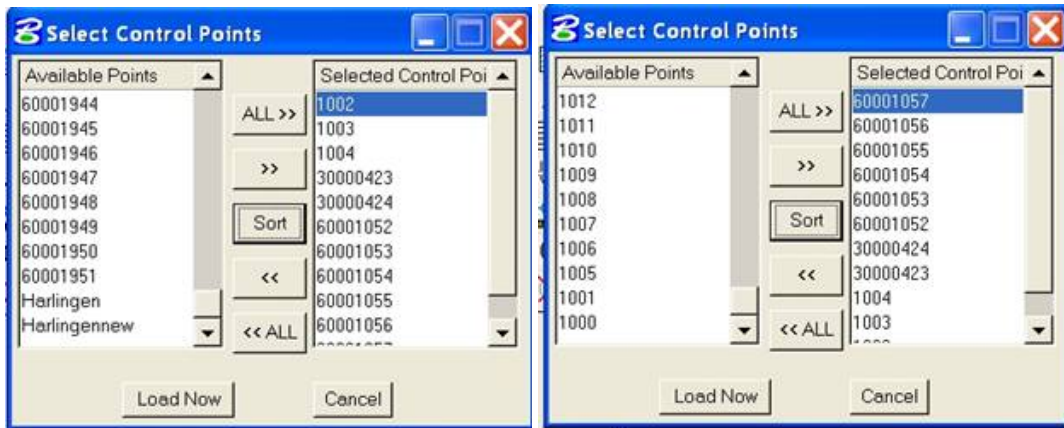 Select Control Points
Available Points
60001944
60001945
60001946
60001947
60001948
60001949
60001950
60001951
Harlingen
Harlingennew
ALL >>
>>
Sort
<<
<< ALL
Selected Control Poi
1002
1003
1004
30000423
30000424
60001052
60001053
60001054
60001055
60001056
Load Now
Cancel
Select Control Points
Available Points
1012
1011
1010
1009
1008
1007
1006
1005
1001
1000
ALL >>
>>
Sort
<<
<< ALL
Selected Control Poi
60001057
60001056
60001055
60001054
60001053
60001052
30000424
30000423
1004
1003
Load Now
Cancel